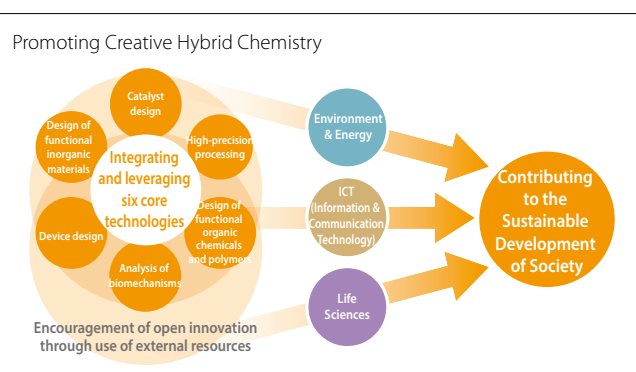 Promoting Creative Hybrid Chemistry
Catalyst
design
Design of
functional
inorganic
materials
High-precision
processing
Integrating
and leveraging
six core
technologies
Device design
Design of
functional
organic
chemicals
and polymers
Analysis of
biomechanisms
Encouragement of open innovation
through use of external resources
Environment
& Energy
ICT
(Information &
Communication
Technology)
Life
Sciences
Contributing
to the
Sustainable
Development
of Society